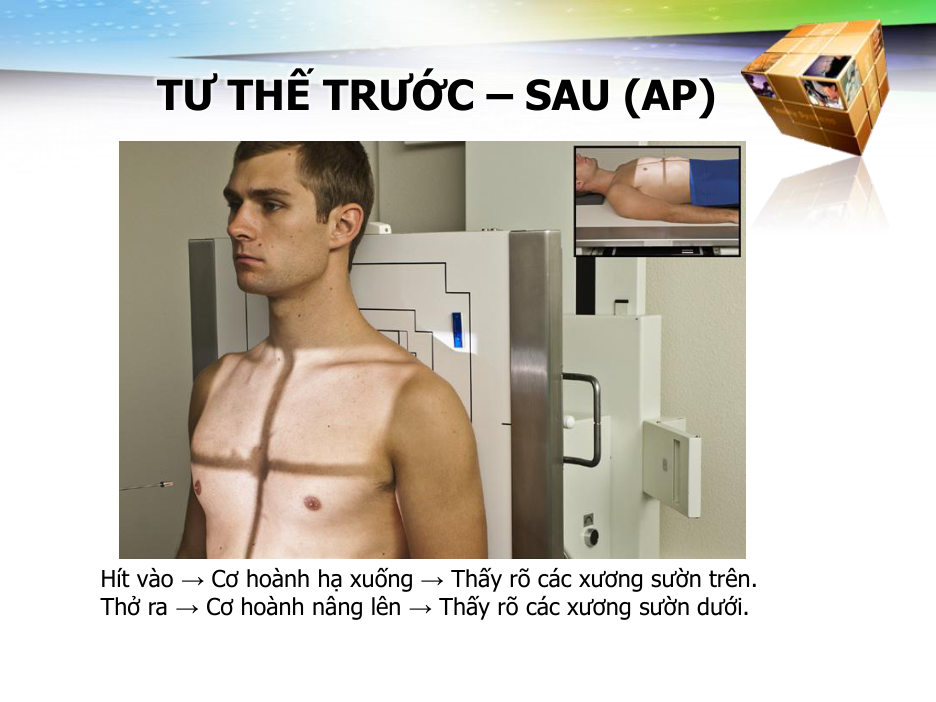 TƯ THẾ TRƯỚC – SAU (AP)
Hít vào → Cơ hoành hạ xuống → Thấy rõ các xương sườn trên.
Thở ra → Cơ hoành nâng lên → Thấy rõ các xương sườn dưới.